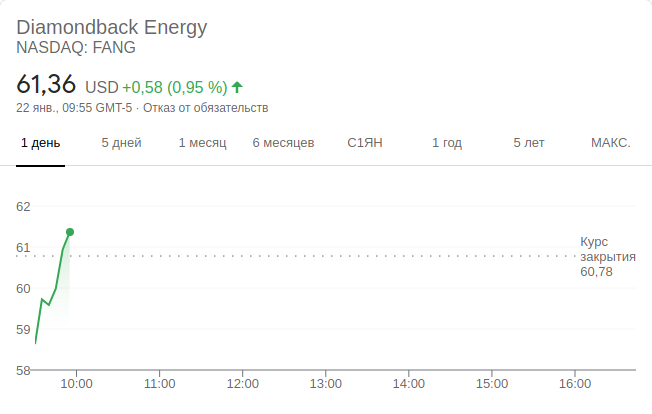 Diamondback Energy
NASDAQ: FANG
61,36 USD +0,58 (0,95 %)
22 янв., 09:55 GMT-5 · Отказ от обязательств
1 день 5 дней 1 месяц 6 месяцев С1ЯН 1 год 5 лет МАКС.
62
61
60
59
58
Курс
закрытия
60,78
10:00 11:00 12:00 13:00 14:00 15:00 16:00